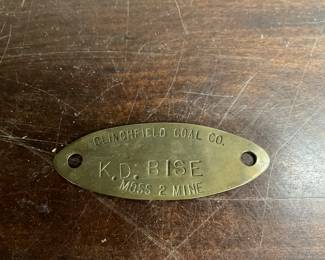 CLINCHFIELD COAL CO.
K.D. BISE
MOSS 2 MINE